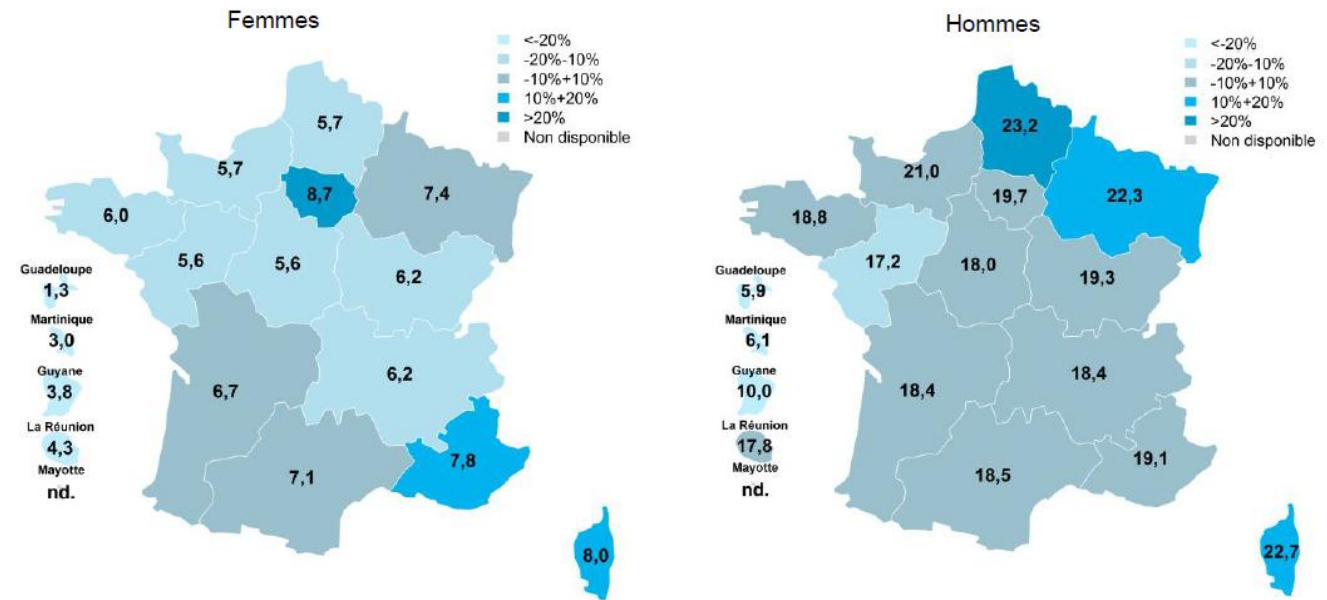 Femmes
<-20%
-20%-10%
-10%+10%
10%+20%
>20%
Non disponible
5,7
5,7
8,7
7,4
6,0
5,6
5,6
6,2
Guadeloupe
1,3
Martinique
3,0
Guyane
3,8
La Réunion
4,3
Mayotte
nd.
6,7
6,2
7,1
7,8
8,0
Hommes
<-20%
-20%-10%
-10%+10%
10%+20%
>20%
Non disponible
23,2
21,0
19,7
22,3
18,8
17,2
18,0
19,3
Guadeloupe
5,9
Martinique
6,1
Guyane
10,0
La Réunion
17,8
Mayotte
nd.
18,4
18,4
18,5
19,1
22,7